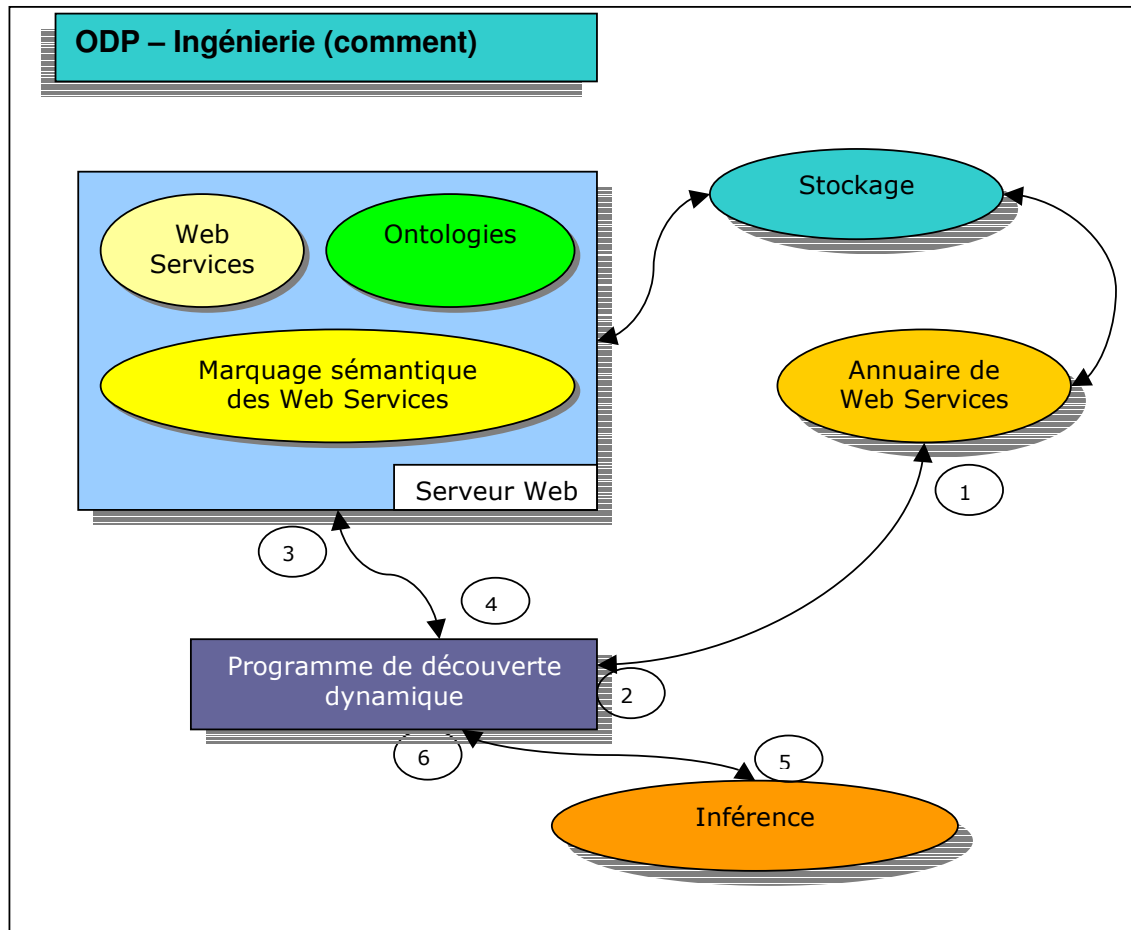 ODP – Ingénierie (comment)
Stockage
Web
Services
Ontologies
Marquage sémantique
des Web Services
Annuaire de
Web Services
Serveur Web
1
3
4
Programme de découverte
dynamique
2
6
5
Inférence